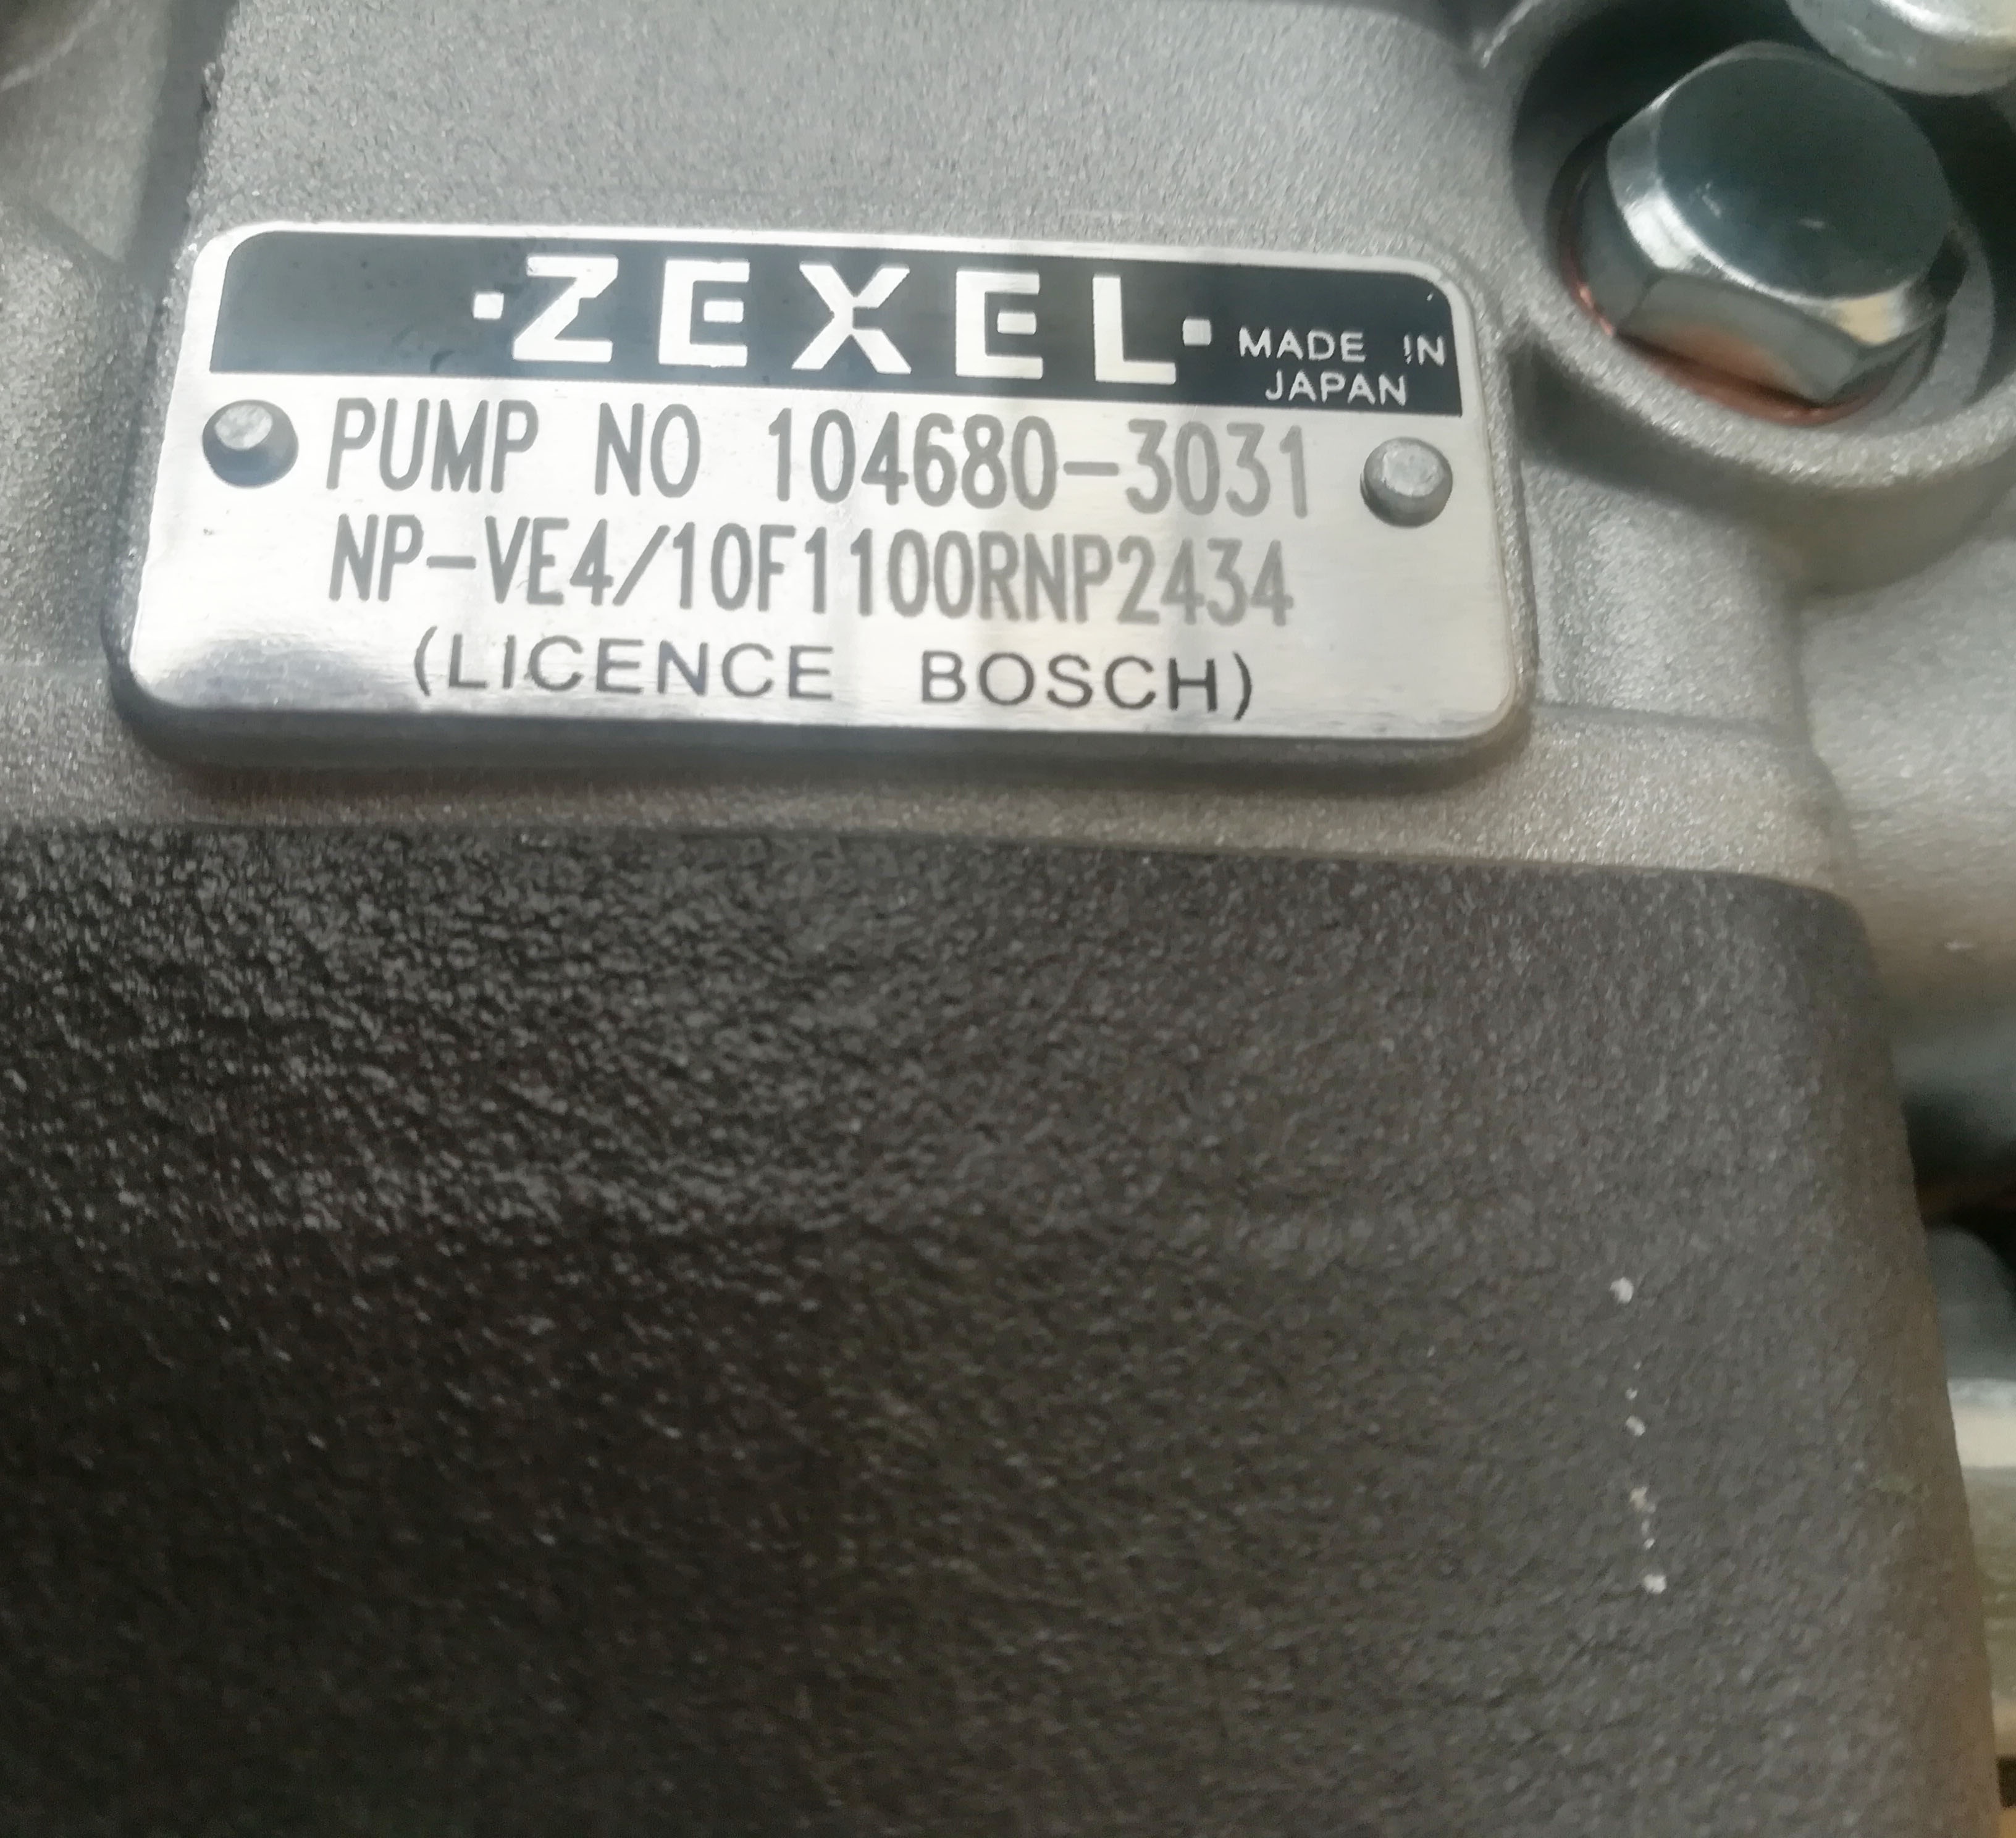 ·ZEXEL· MADE IN
JAPAN
PUMP NO 104680-3031
NP-VE4/10F1100RNP2434
(LICENCE BOSCH)